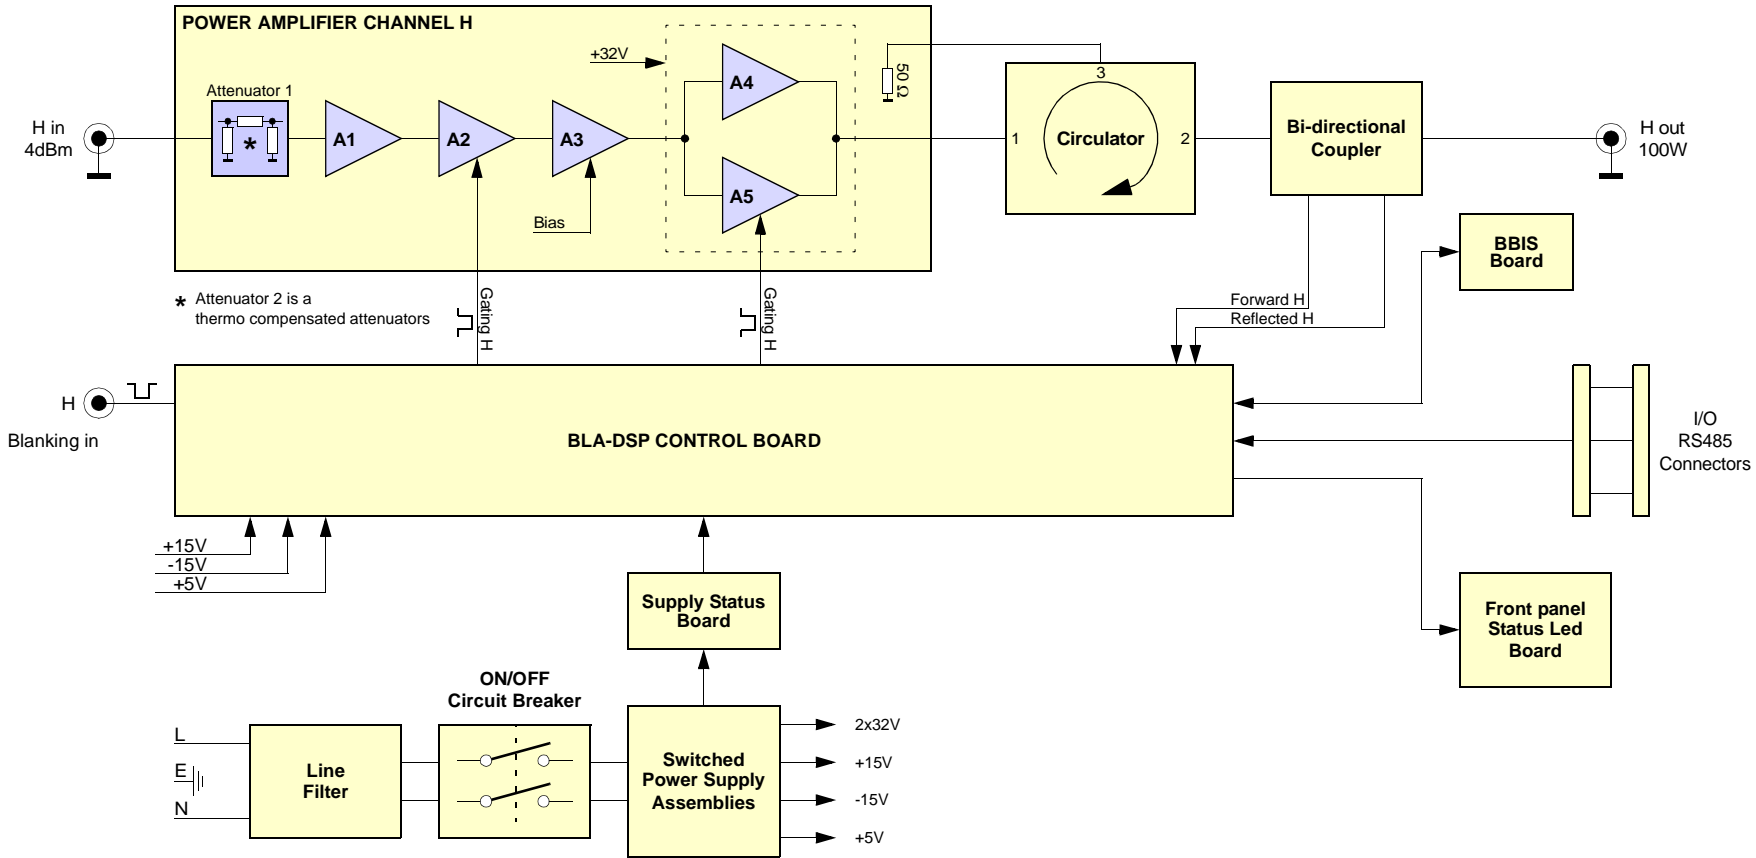 POWER AMPLIFIER CHANNEL H
+32V
Attenuator 1
*
A1
A2
A3
A4
A5
Bias
50 Ω
H in
4dBm
1
2
3
Circulator
Bi-directional
Coupler
H out
100W
BBIS
Board
* Attenuator 2 is a
thermo compensated attenuators
Gating H
Gating H
Forward H
Reflected H
H
Blanking in
BLA-DSP CONTROL BOARD
I/O
RS485
Connectors
+15V
-15V
+5V
Supply Status
Board
Front panel
Status Led
Board
ON/OFF
Circuit Breaker
L
E
N
Line
Filter
Switched
Power Supply
Assemblies
2x32V
+15V
-15V
+5V